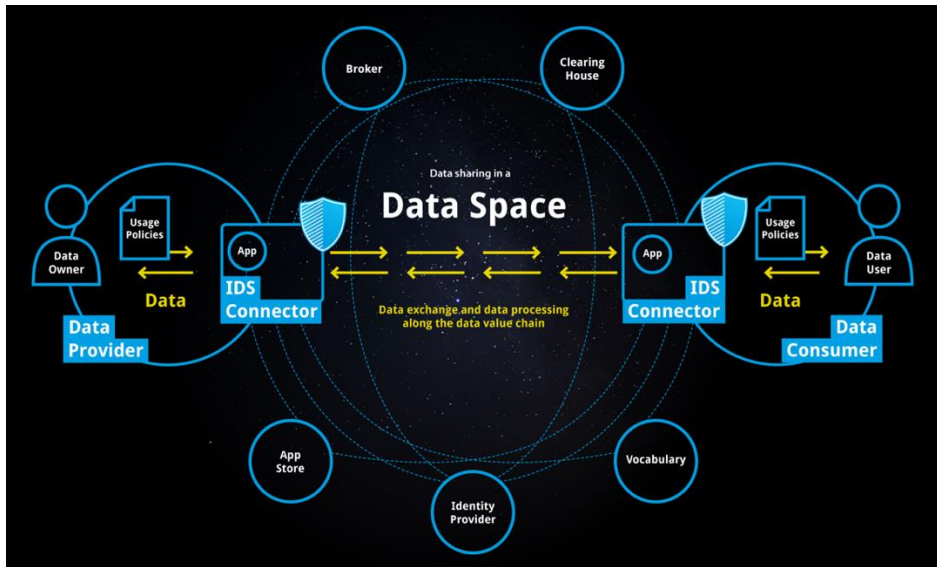 Broker
Clearing
House
Data sharing in a
Data Space
Usage
Policies
Data
Owner
Data
Data
Provider
App
IDS
Connector
Data exchange and data processing
along the data value chain
App
IDS
Connector
Usage
Policies
Data
User
Data
Data
Consumer
App
Store
Identity
Provider
Vocabulary